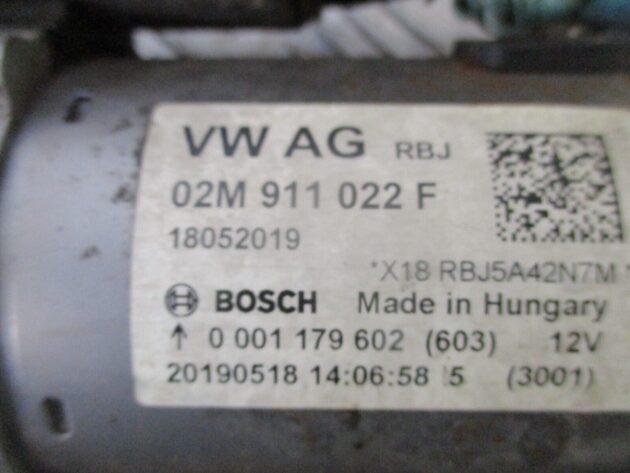 VW AG RBJ
02M 911 022 F
18052019
*X18 RBJ5A42N7M *
BOSCH Made in Hungary
↑ 0 001 179 602 (603) 12V
20190518 14:06:58 5 (3001)